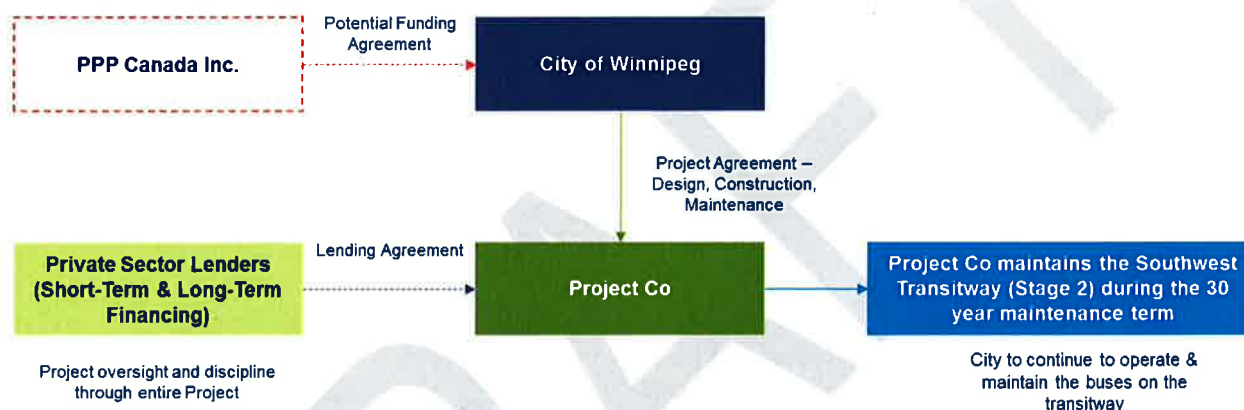 Potential Funding
Agreement
PPP Canada Inc.
City of Winnipeg
Project Agreement –
Design, Construction,
Maintenance
Lending Agreement
Private Sector Lenders
(Short-Term & Long-Term
Financing)
Project Co
Project Co maintains the Southwest
Transitway (Stage 2) during the 30
year maintenance term
Project oversight and discipline
through entire Project
City to continue to operate &
maintain the buses on the
transitway